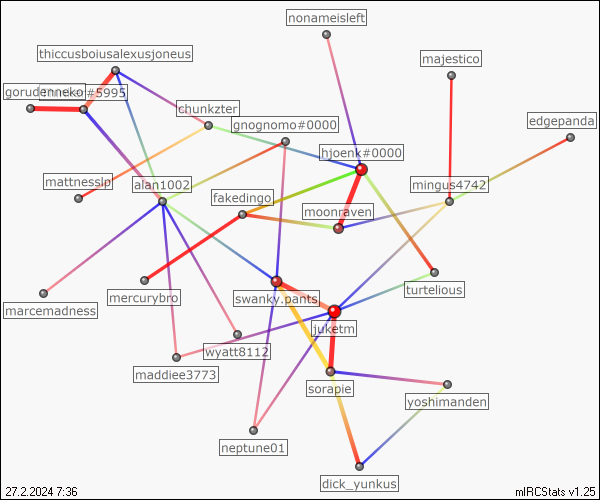 nonameisleft
thiccusboiusalexusjoneus
majestico
#5995
chunkzter
gnognomo#0000
edgepanda
hjoenk#0000
mattnesslp
alan1002
mingus4742
fakedingo
moonraven
turtelious
mercurybro
swanky.pants
marcemadness
juketm
wyatt8112
maddiee3773
sorapie
yoshimanden
neptune01
dick_yunkus
27.2.2024 7:36
mIRCStats v1.25